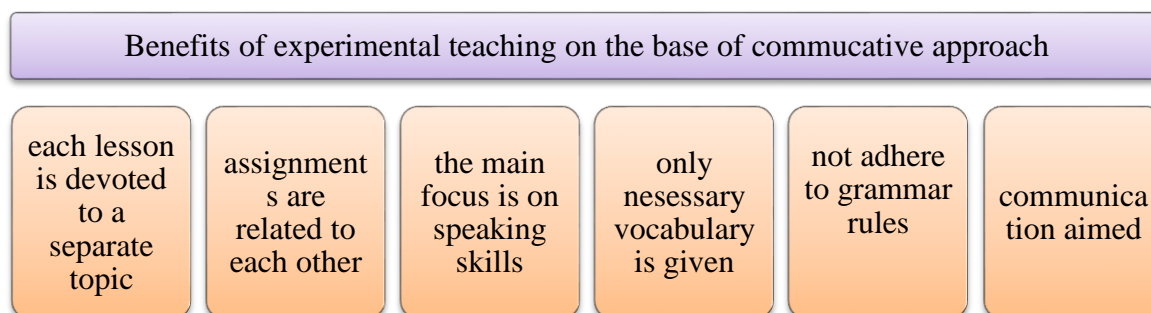 Benefits of experimental teaching on the base of commucative approach
each lesson
is devoted
to a
separate
topic
assignment
s are
related to
each other
the main
focus is on
speaking
skills
only
nesessary
vocabulary
is given
not adhere
to grammar
rules
communica
tion aimed